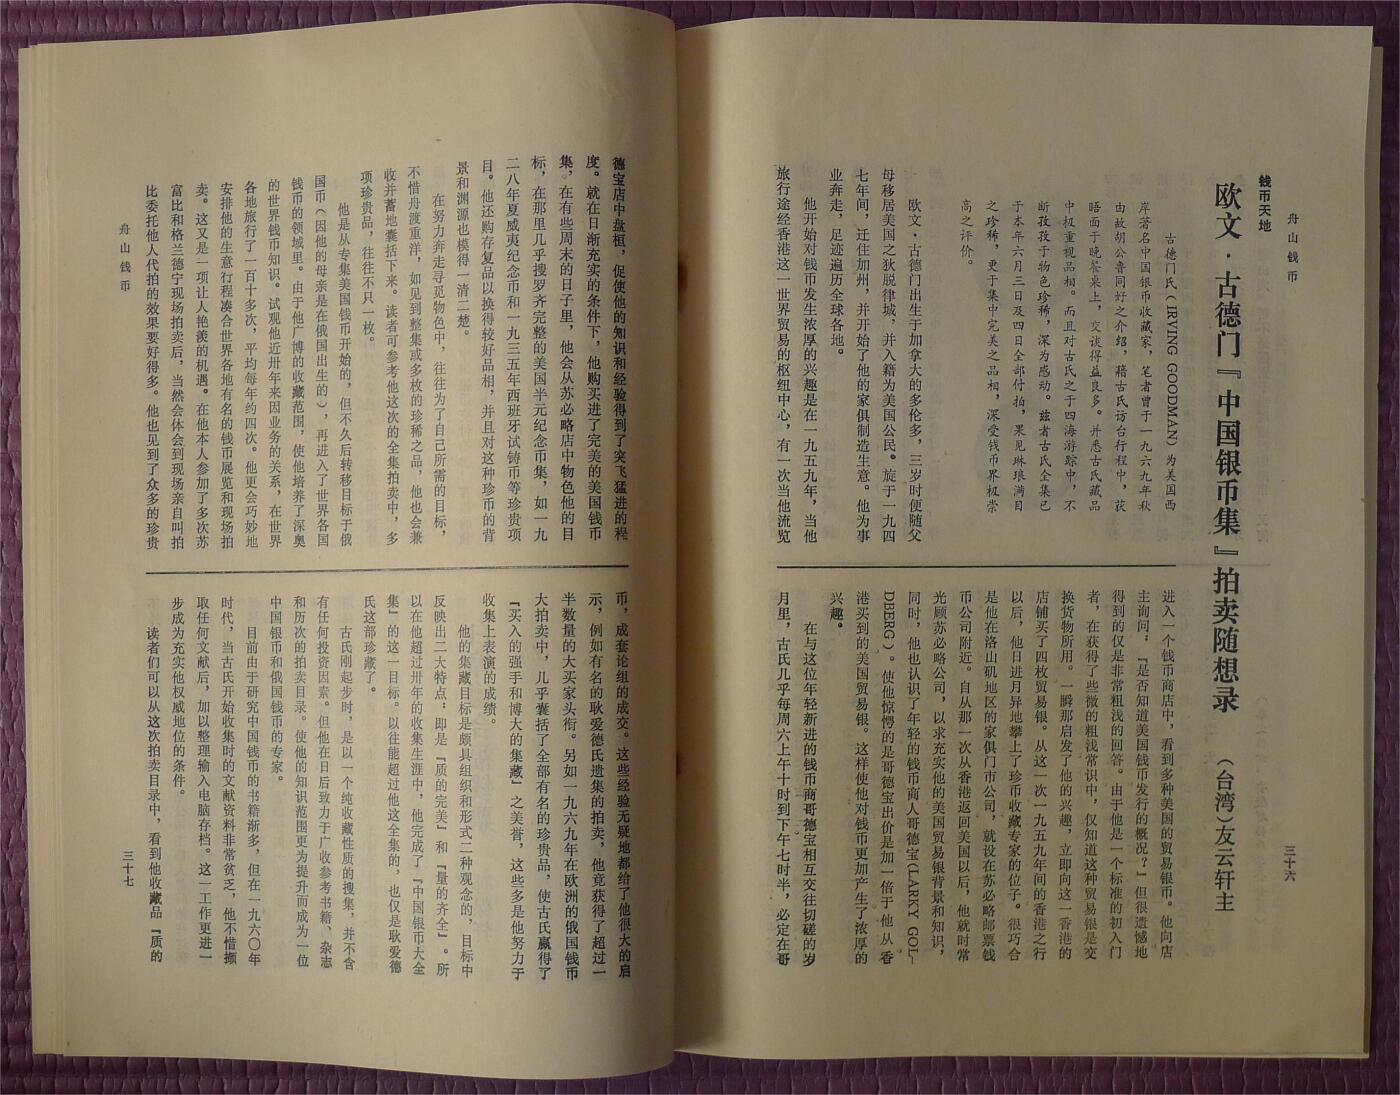 舟山钱币
三十六
钱币天地
欧文·古德门『中国银币集』拍卖随想录
(台湾)友云轩主
古德门氏(IRVING GOODMAN)为美国西
岸著名中国银币收藏家，笔者曾于一九六九年秋
由故胡公鲁同好之介绍，藉古氏访台行程中，获
晤面于晚餐桌上，交谈得益良多。并悉古氏藏品
中极重视品相。而且对古氏之于四海游踪中，不
断孜孜于物色珍稀，深为感动。兹者古氏全集已
于本年六月三日及四日全部付拍，果见琳琅满目
之珍稀，更于集中完美之品相，深受钱币界极崇
高之评价。
欧文·古德门出生于加拿大的多伦多，三岁时便随父
母移居美国之狄脱律城，并入籍为美国公民。旋于一九四
七年间，迁住加州，并开始了他的家俱制造生意。他为事
业奔走，足迹遍历全球各地。
他开始对钱币发生浓厚的兴趣是在一九五九年，当他
旅行途经香港这一世界贸易的枢纽中心，有一次当他流览
进入一个钱币商店中，看到多种美国的贸易银币。他向店
主询问：『是否知道美国钱币发行的概况？』但很遗憾地
得到的仅是非常粗浅的回答。由于他是一个标准的初入门
者，在获得了些微的粗浅常识中，仅知道这种贸易银是交
换货物所用。一瞬那启发了他的兴趣，立即向这一香港的
店铺买了四枚贸易银。从这一次一九五九年间的香港之行
以后，他日进月异地攀上了珍币收藏专家的位子。很巧合
是他在洛山矶地区的家俱门市公司，就设在苏必略邮票钱
币公司附近。自从那一次从香港返回美国以后，他就时常
光顾苏必略公司，以求充实他的美国贸易银背景和知识，
同时，他也认识了年轻的钱币商人哥德宝(LARKY GOL-
DBERG)。使他惊愕的是哥德宝出价是加一倍于他从香
港买到的美国贸易银。这样使他对钱币更加产生了浓厚的
兴趣。
在与这位年轻新进的钱币商哥德宝相互交往切磋的岁
月里，古氏几乎每周六上午十时到下午七时半，必定在哥
德宝店中盘桓，促使他的知识和经验得到了突飞猛进的程
度。就在日渐充实的条件下，他购买进了完美的美国钱币
集。在有些周末的日子里，他会从苏必略店中物色他的目
标，在那里几乎搜罗齐完整的美国半元纪念币集，如一九
二八年夏威夷纪念币和一九三五年西班牙试铸币等珍贵项
目。他还购存复品以换得较好品相，并且对这种珍币的背
景和渊源也模得一清二楚。
在努力奔走寻觅物色中，往往为了自己所需的目标，
不惜舟渡重洋，如见到整集或多枚的珍稀之品，他也会兼
收并蓄地囊括下来。读者可参考他这次的全集拍卖中，多
项珍贵品，往往不只一枚。
他是从专集美国钱币开始的，但不久后转移目标于俄
国币(因他的母亲是在俄国出生的)，再进入了世界各国
钱币的领域里。由于他广博的收藏范围，使他培养了深奥
的世界钱币知识。试观他近卅年来因业务的关系，在世界
各地旅行了一百十多次，平均每年约四次。他更会巧妙地
安排他的生意行程凑合世界各地有名的钱币展览和现场拍
卖。这又是一项让人艳羡的机遇。在他本人参加了多次苏
富比和格兰德宁现场拍卖后，当然会体会到现场亲自叫拍
比委托他人代拍的效果要好得多。他也见到了众多的珍贵
币，成套论组的成交。这些经验无疑地都给了他很大的启
示，例如有名的耿爱德氏遗集的拍卖，他竟获得了超过一
半数量的大买家头衔。另如一九六九年在欧洲的俄国钱币
大拍卖中，几乎囊括了全部有名的珍贵品，使古氏赢得了
『买入的强手和博大的集藏』之美誉，这些多是他努力于
收集上表演的成绩。
他的集藏目标是颇具组织和形式二种观念的，目标中
反映出二大特点，即是『质的完美』和『量的齐全』。所
以在他超过卅年的收集生涯中，他完成了『中国银币大全
集』的这一目标。以往能超过他这全集的，也仅是耿爱德
氏这部珍藏了。
古氏刚起步时，是以一个纯收藏性质的搜集，并不含
有任何投资因素。但他在日后致力于广收参考书籍、杂志
和历次的拍卖目录。使他的知识范围更为提升而成为一位
中国银币和俄国钱币的专家。
目前由于研究中国钱币的书籍渐多，但在一九六〇年
时代，当古氏开始收集时的文献资料非常贫乏，他不惜撷
取任何文献后，加以整理输入电脑存档。这一工作更进一
步成为充实他权威地位的条件。
读者们可以从这次拍卖目录中，看到他收藏品『质的
舟山钱币
三十七